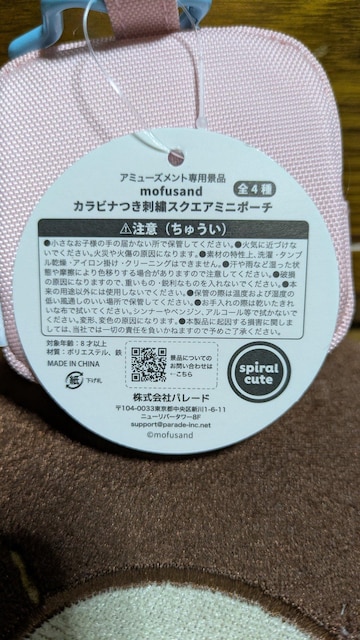 アミューズメント専用景品
mofusand
全4種
カラビナつき刺繍スクエアミニポーチ
⚠注意（ちゅうい）
●小さなお子様の手の届かない所で保管してください。●火気に近づけな
いでください。火災や火傷の原因になります。●素材の特性上、洗濯・タンブ
ル乾燥・アイロン掛け・クリーニングはできません。●汗や雨など湿った状
態や摩擦により色移りする場合がありますので注意してください。●破損
の原因になりますので、重いもの・鋭利なものを入れないでください。●本
来の用途以外には使用しないでください。●保管の際は温度および湿度の
低い風通しのいい場所で保管してください。●お手入れの際は乾いたきれい
な布で拭いてください。シンナーやベンジン、アルコール等で拭かないでく
ださい。変形、変色の原因になります。●本製品に起因する損害に関しま
しては、当社では一切の責任を負いかねますので予めご了承ください。
対象年齢：8才以上
材質：ポリエステル、鉄
MADE IN CHINA
紙 下げ札
景品についての
お問い合わせは
←こちら
spiral
cute
株式会社パレード
〒104-0033東京都中央区新川1-6-11
ニューリバータワー8F
support@parade-inc.net
©mofusand